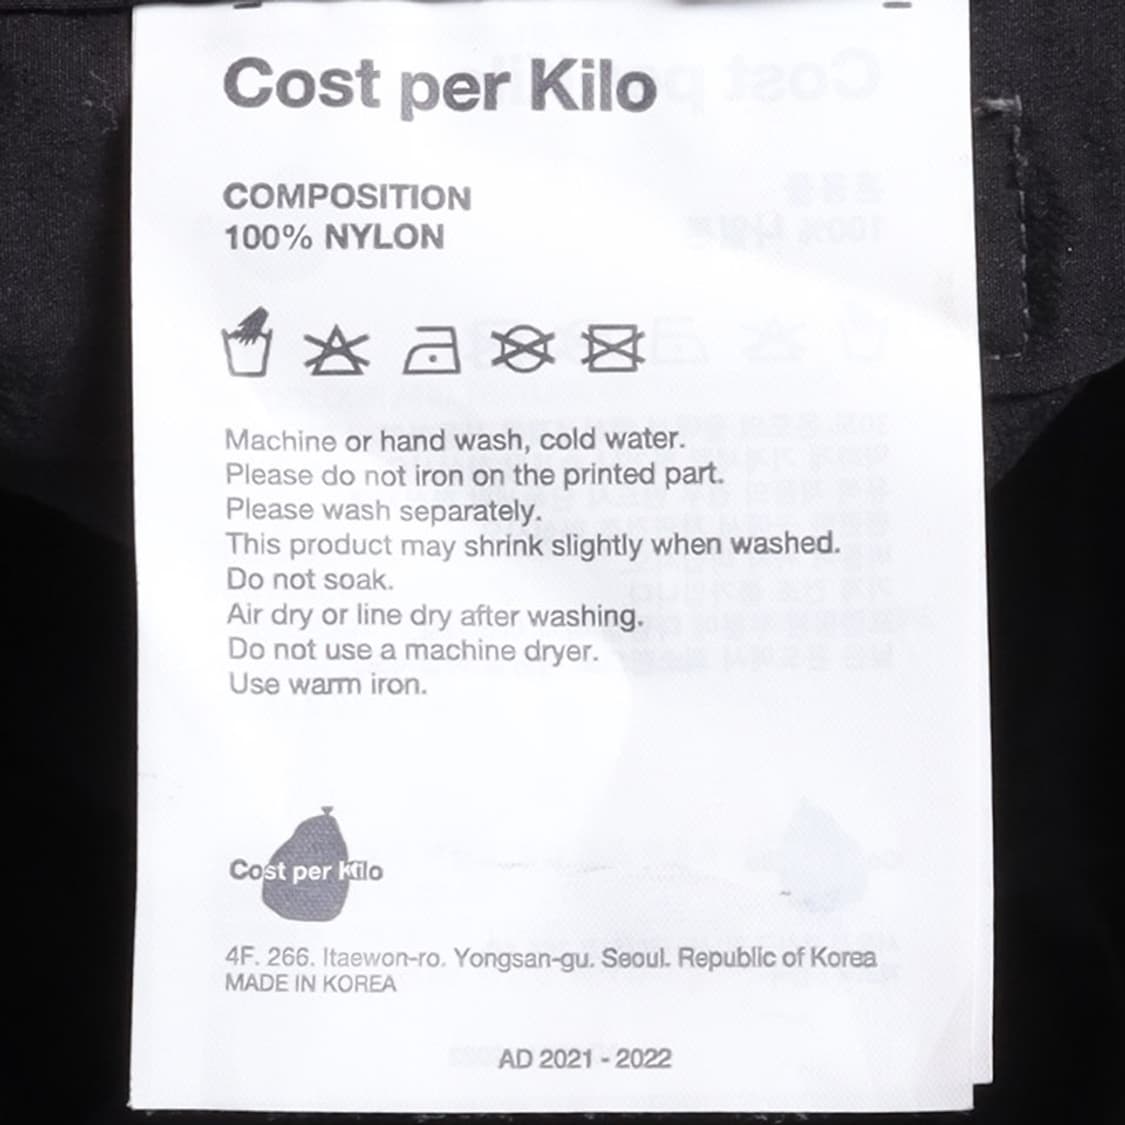 Cost per Kilo
COMPOSITION
100% NYLON
Machine or hand wash, cold water.
Please do not iron on the printed part.
Please wash separately.
This product may shrink slightly when washed.
Do not soak.
Air dry or line dry after washing.
Do not use a machine dryer.
Use warm iron.
Cost per Kilo
4F. 266. Itaewon-ro. Yongsan-gu. Seoul. Republic of Korea
MADE IN KOREA
AD 2021 - 2022